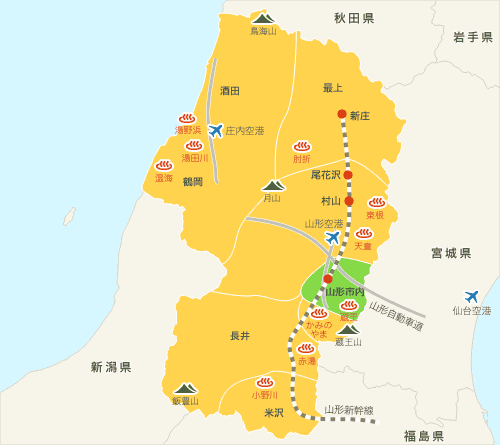 秋田県
鳥海山
岩手県
酒田
最上
新庄
湯野浜
庄内空港
湯田川
肘折
温海
鶴岡
尾花沢
月山
村山
東根
山形空港
天童
宮城県
山形市内
仙台空港
蔵王
山形自動車道
かみの
やま
蔵王山
長井
赤湯
新潟県
小野川
飯豊山
米沢
山形新幹線
福島県